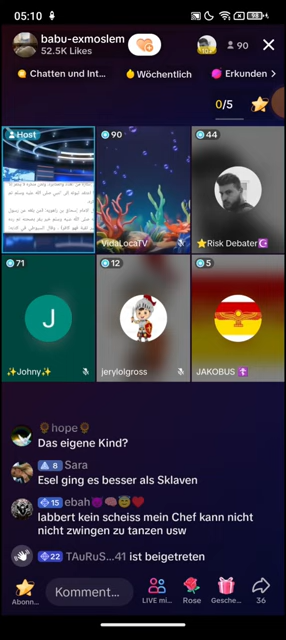 05:10
98
babu-exmoslem
52.5K Likes
90
Chatten und Int...
Wöchentlich
Erkunden
0/5
Host
90
44
VidaLocaTV
Risk Debater
71
12
5
J
Johny
jerylolgross
JAKOBUS
hope
Das eigene Kind?
8 Sara
Esel ging es besser als Sklaven
15 ebah
labbert kein scheiss mein Chef kann nicht
nicht zwingen zu tanzen usw
22 TAuRuS...41 ist beigetreten
Abonn...
Komment...
LIVE mi...
Rose
Gesche...
36